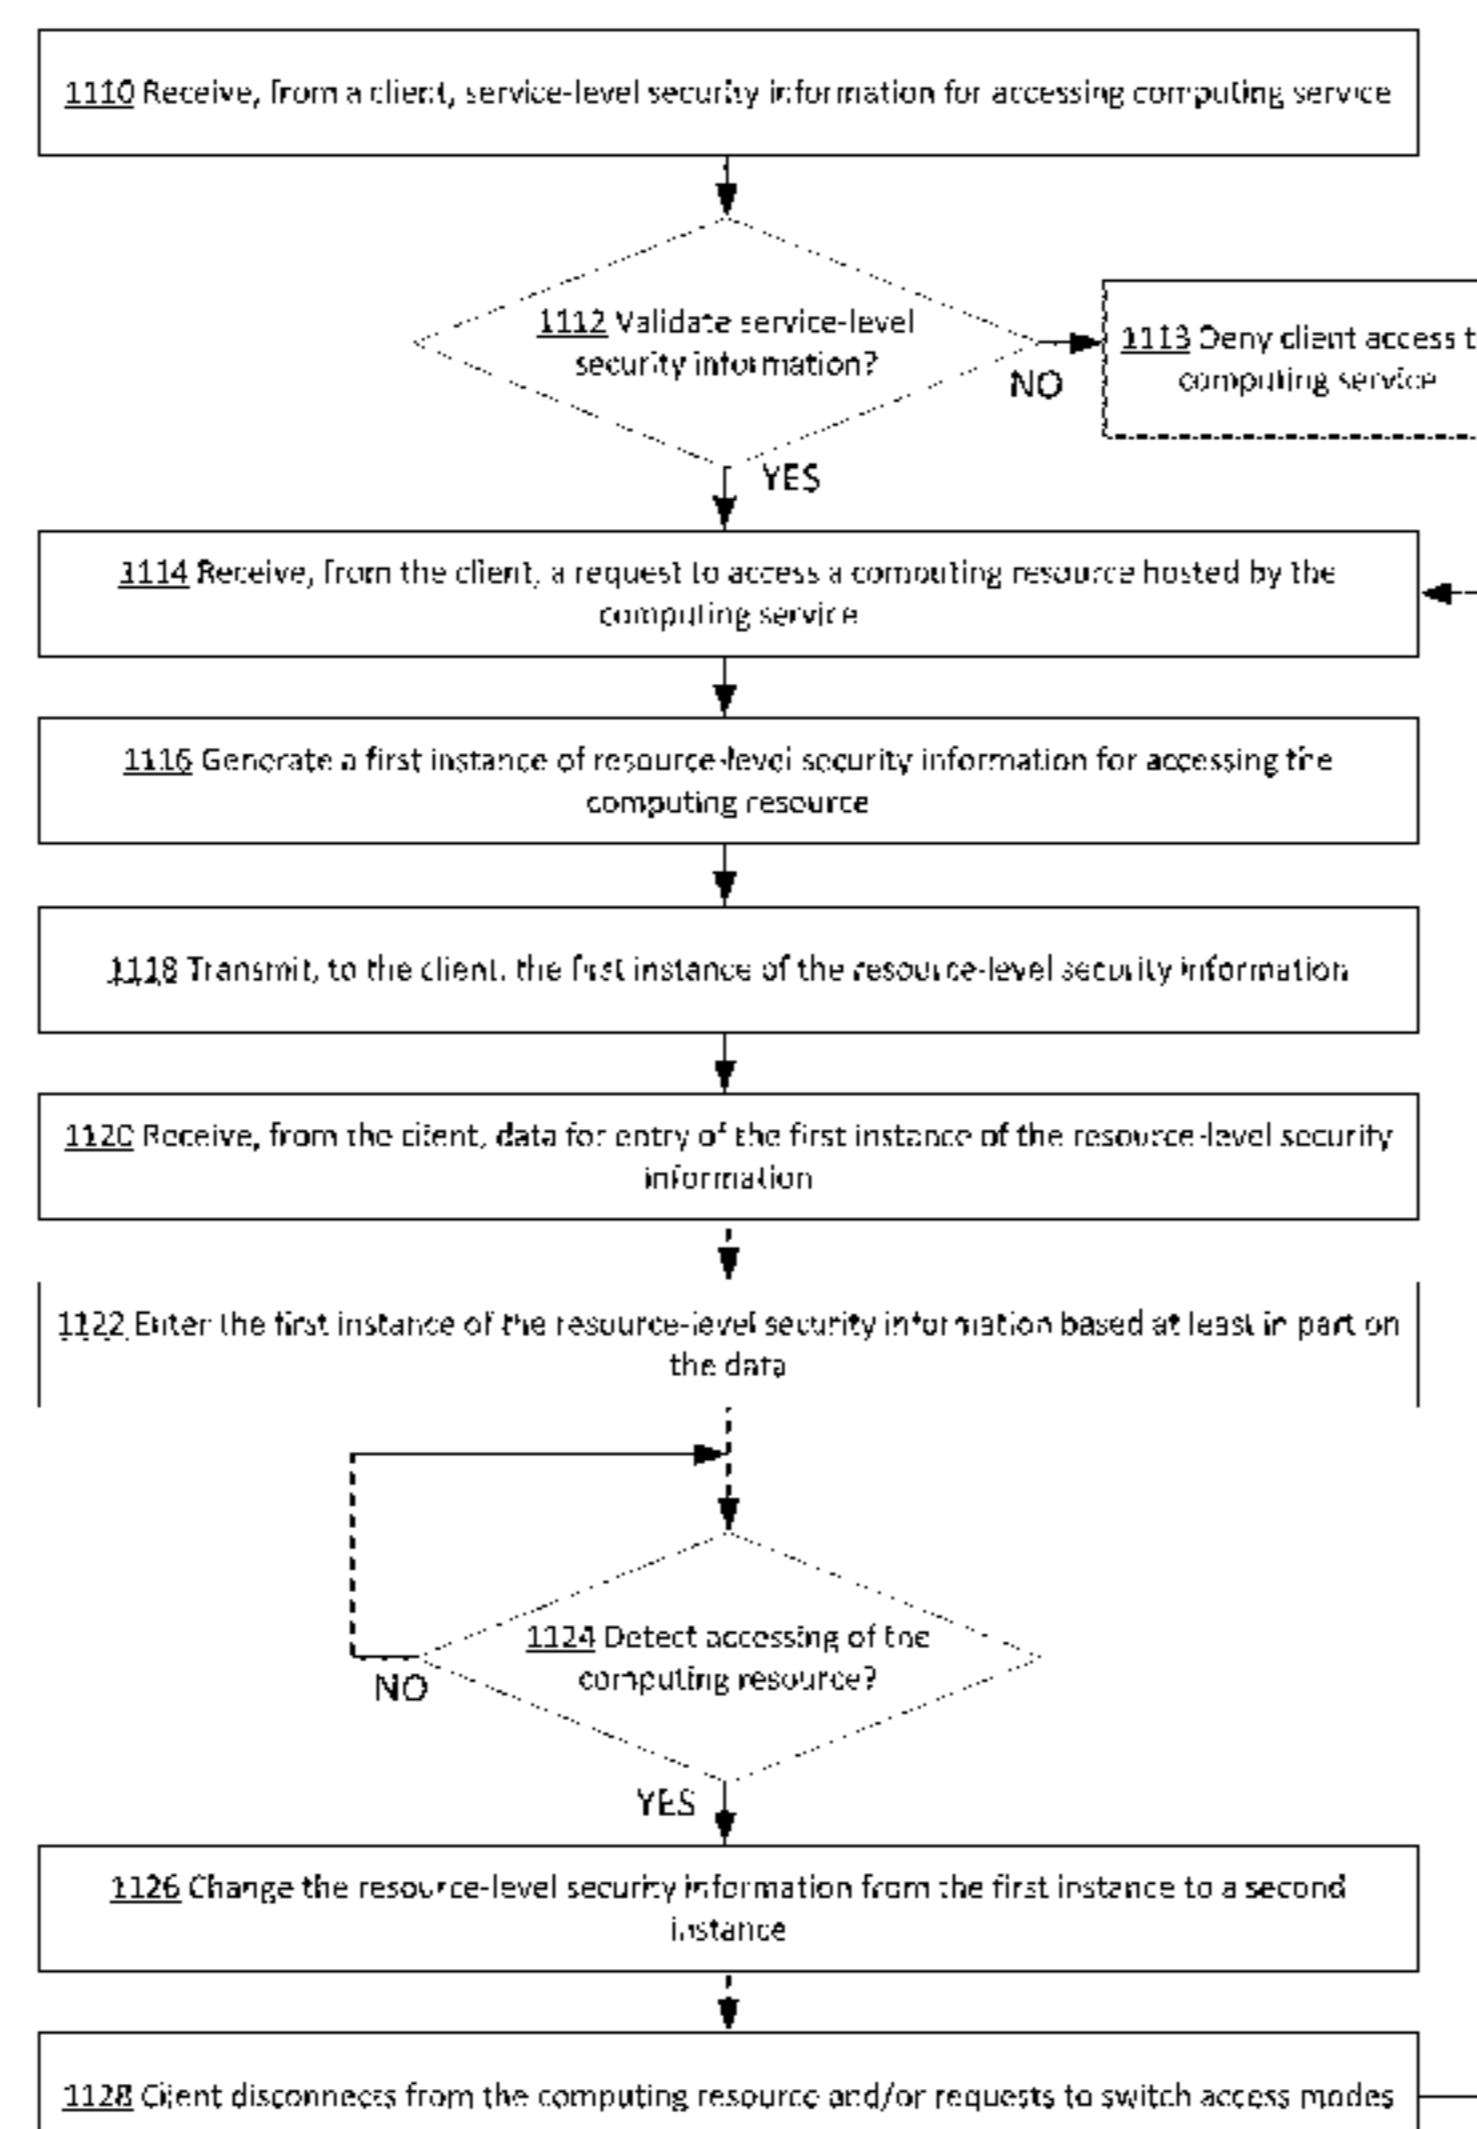 1110 Receive, from a client, service-level security information for accessing computing service
1112 Validate service-level
security information?
NO
1113 Deny client access t
computing service
YES
1114 Receive, from the client, a request to access a computing resource hosted by the
computing service
1116 Generate a first instance of resource-level security information for accessing the
computing resource
1118 Transmit, to the client, the first instance of the resource-level security information
1120 Receive, from the client, data for entry of the first instance of the resource-level security
information
1122 Enter the first instance of the resource-level security information based at least in part on
the data
1124 Detect accessing of the
computing resource?
NO
YES
1126 Change the resource-level security information from the first instance to a second
instance
1128 Client disconnects from the computing resource and/or requests to switch access modes